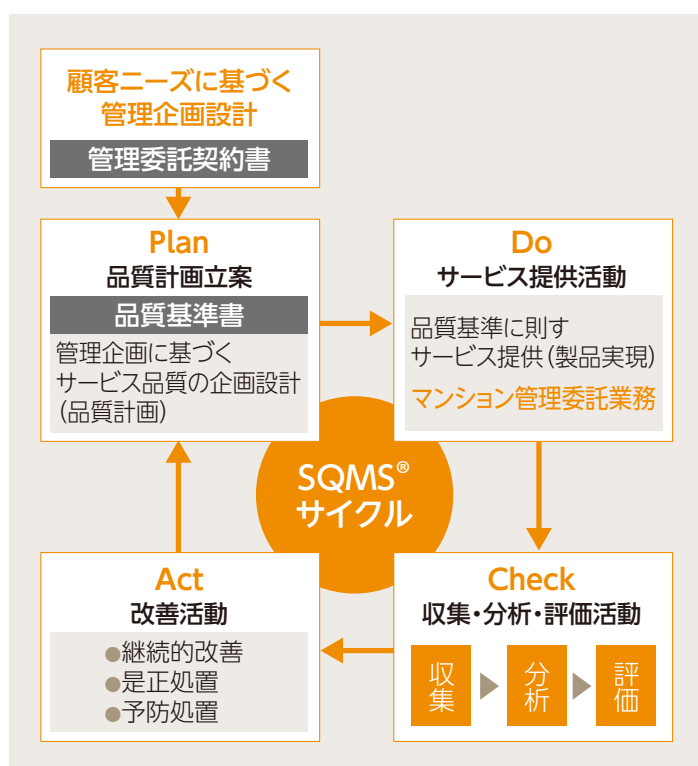 顧客ニーズに基づく
管理企画設計
管理委託契約書
Plan
品質計画立案
品質基準書
管理企画に基づく
サービス品質の企画設計
(品質計画)
Do
サービス提供活動
品質基準に則す
サービス提供(製品実現)
マンション管理委託業務
SQMS®
サイクル
Act
改善活動
●継続的改善
●是正処置
●予防処置
Check
収集・分析・評価活動
収集
分析
評価